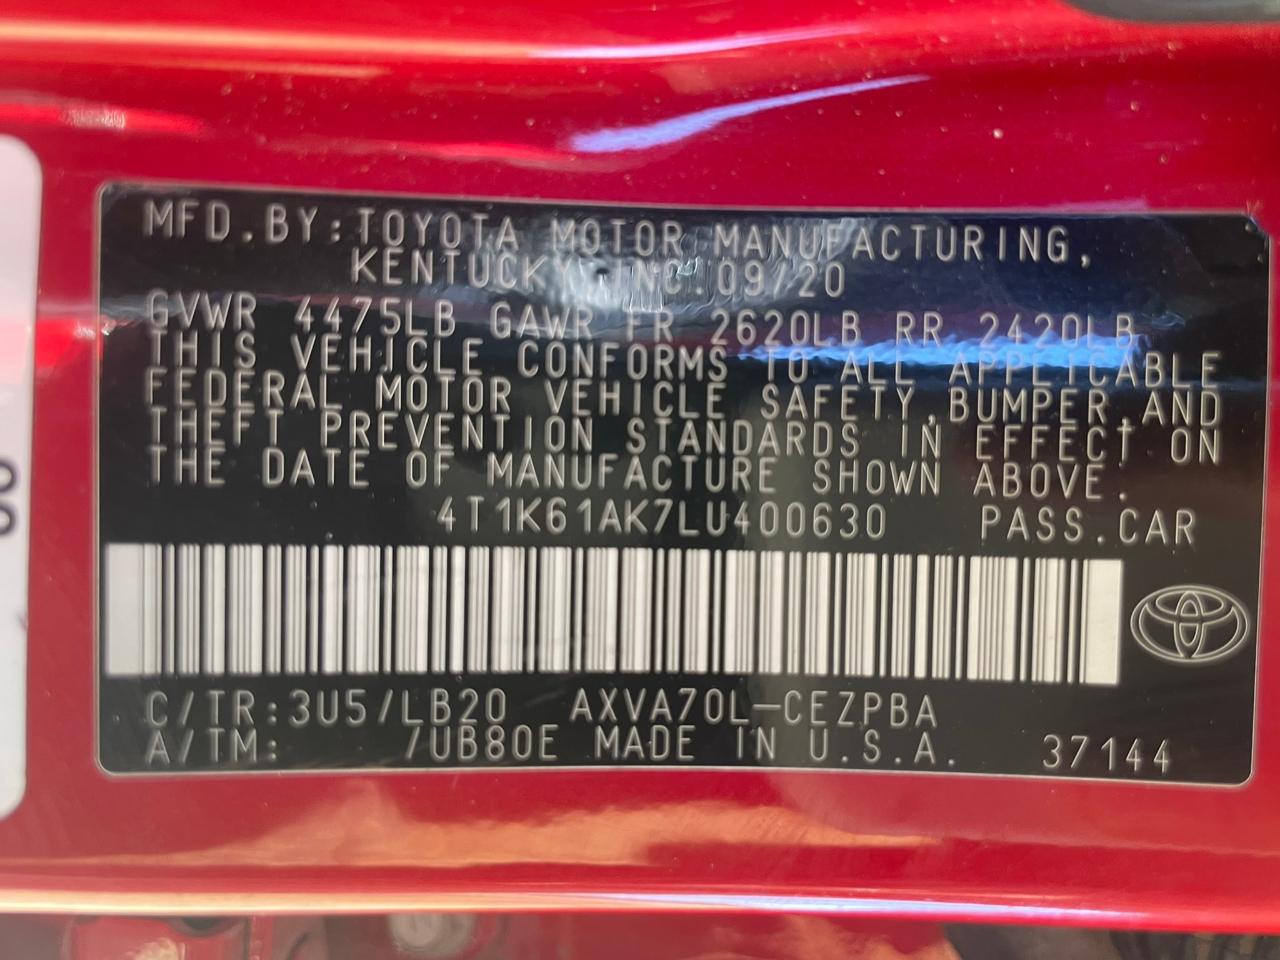 MFD.BY:TOYOTA MOTOR MANUFACTURING,
KENTUCKY, INC. 09/20
GVWR 4475LB GAWR FR 2620LB RR 2420LB
THIS VEHICLE CONFORMS TO ALL APPLICABLE
FEDERAL MOTOR VEHICLE SAFETY,BUMPER,AND
THEFT PREVENTION STANDARDS IN EFFECT ON
THE DATE OF MANUFACTURE SHOWN ABOVE.
4T1K61AK7LU400630 PASS.CAR
C/TR:3U5/LB20 AXVA70L-CEZPBA
A/TM: /UB80E MADE IN U.S.A. 37144